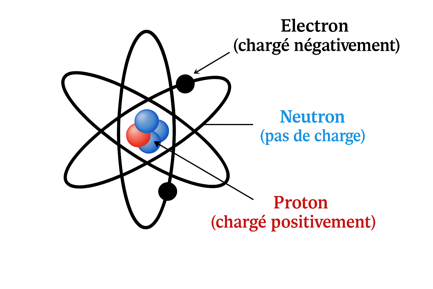 Electron
(chargé négativement)
Neutron
(pas de charge)
Proton
(chargé positivement)